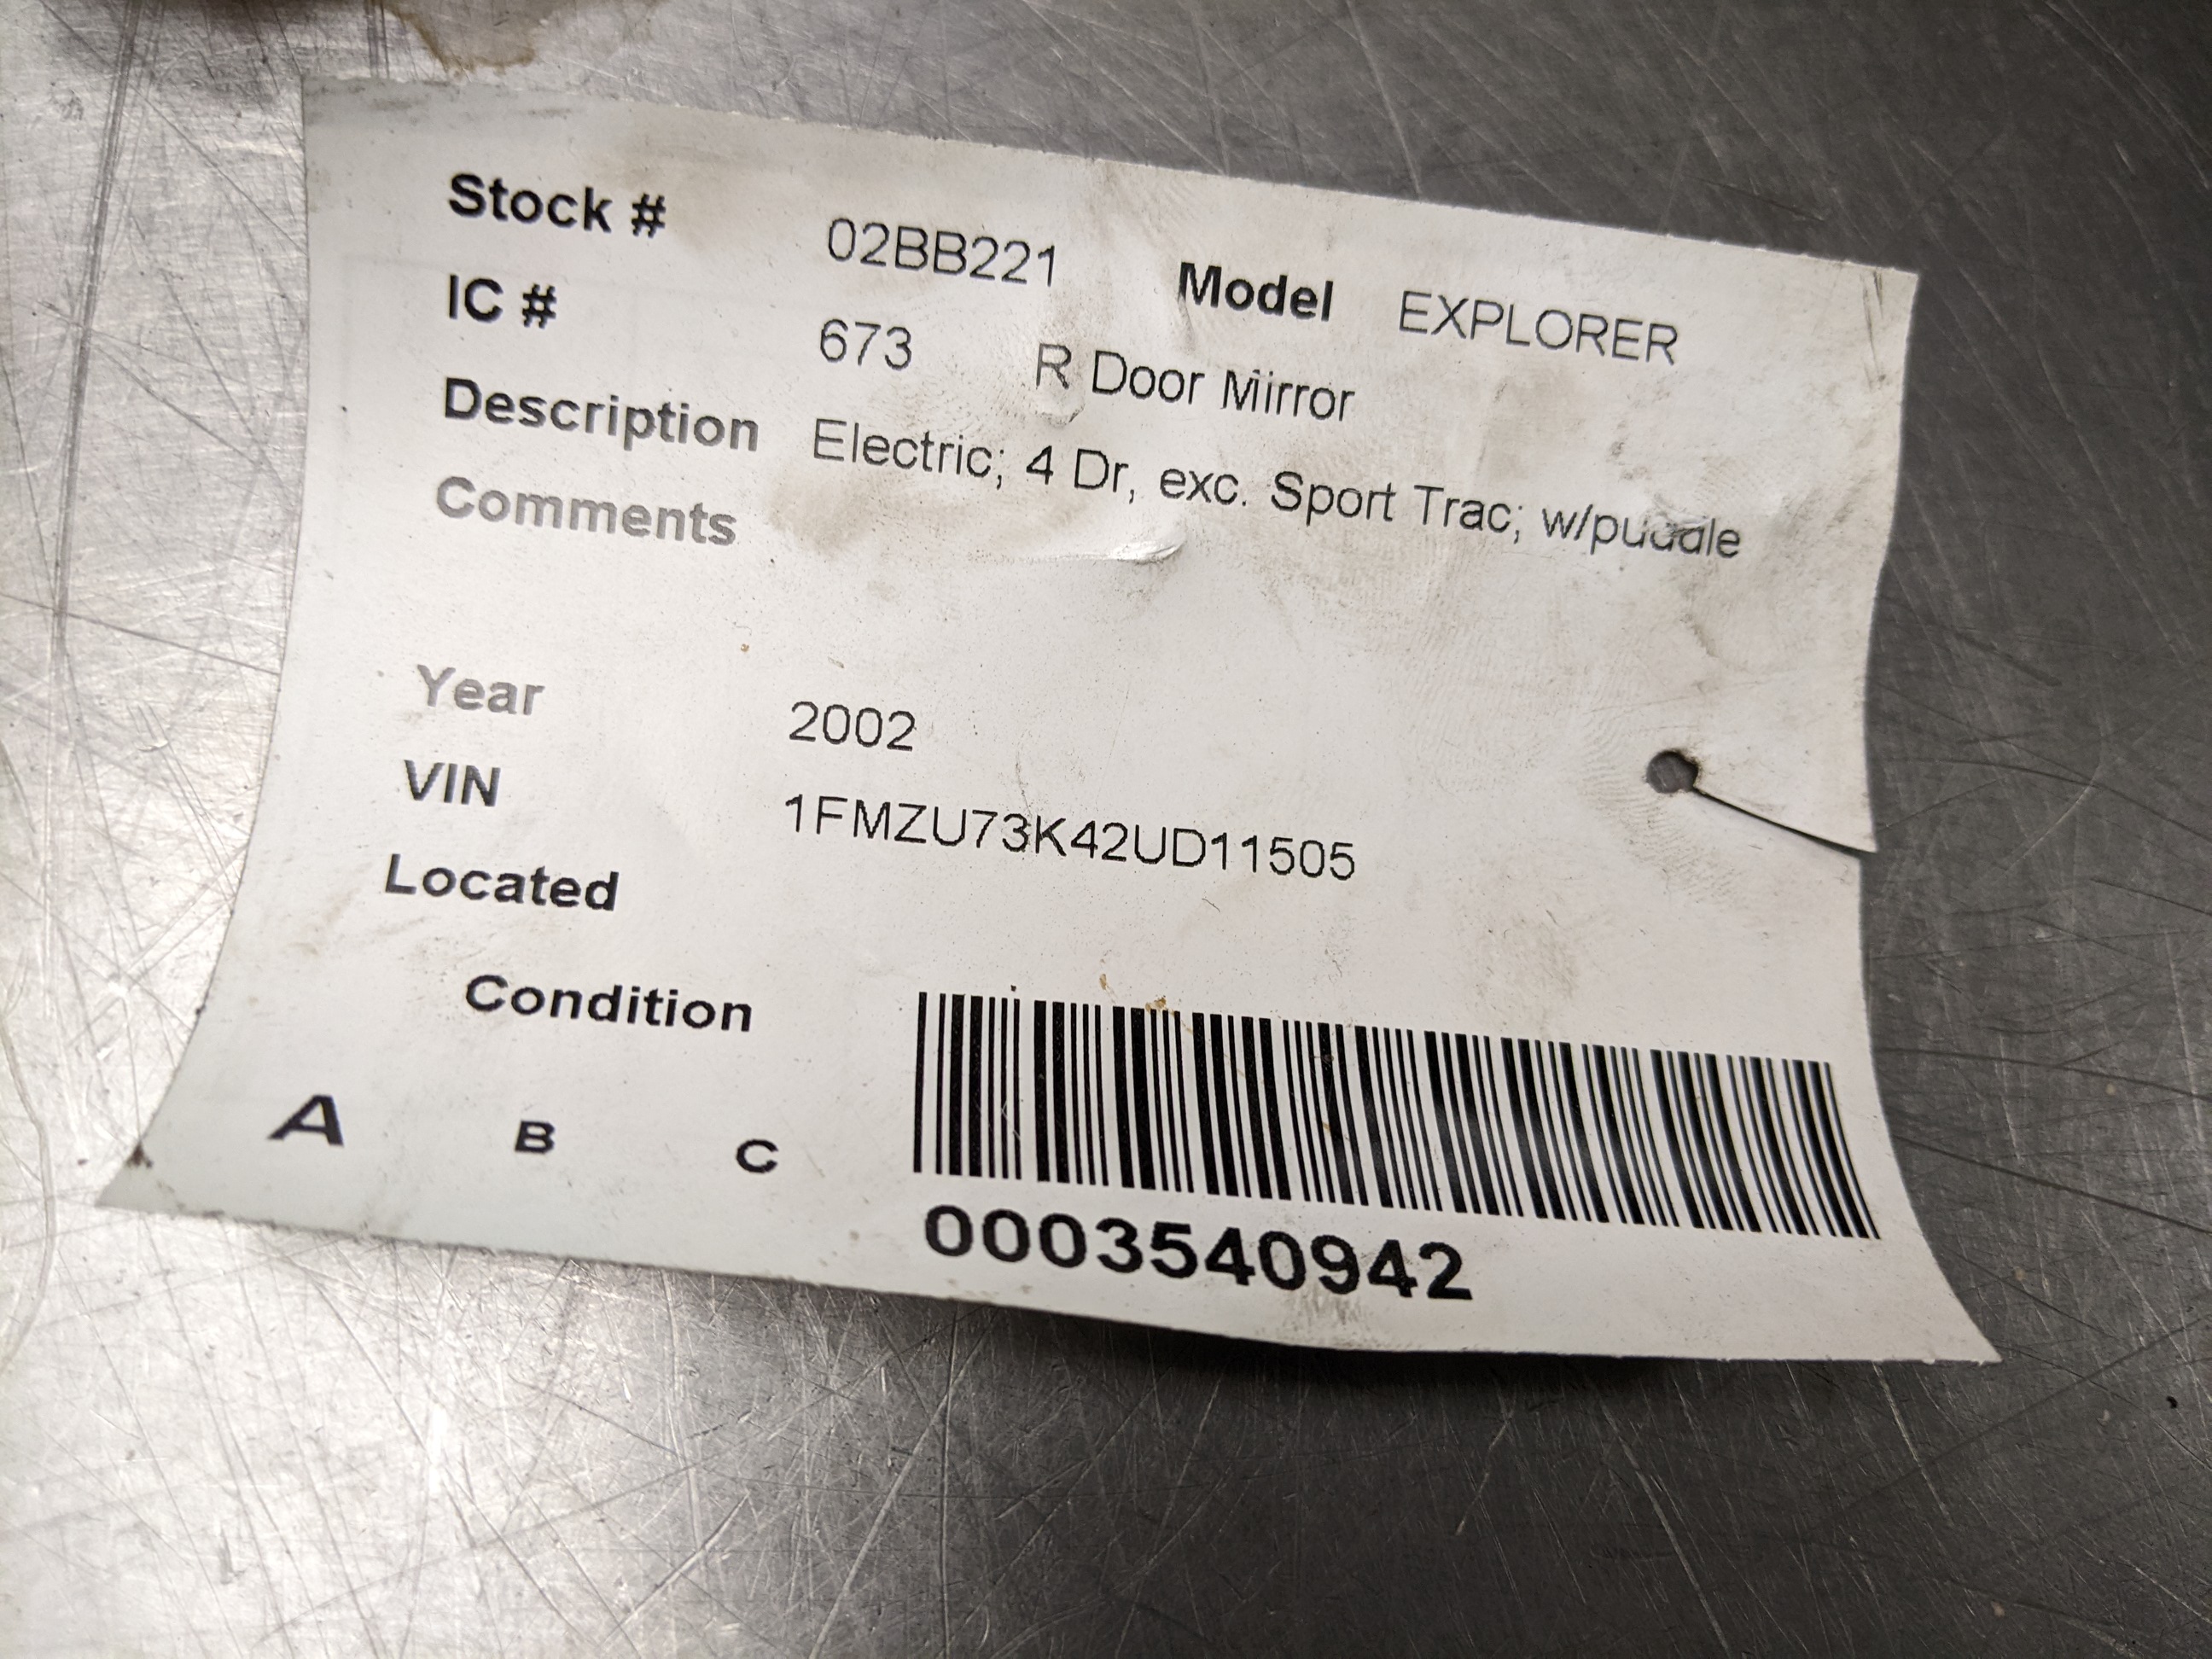 Stock # 02BB221 Model EXPLORER
IC # 673 R Door Mirror
Description Electric; 4 Dr, exc. Sport Trac; w/puddle
Comments
Year 2002
VIN 1FMZU73K42UD11505
Located
Condition
A B C
0003540942